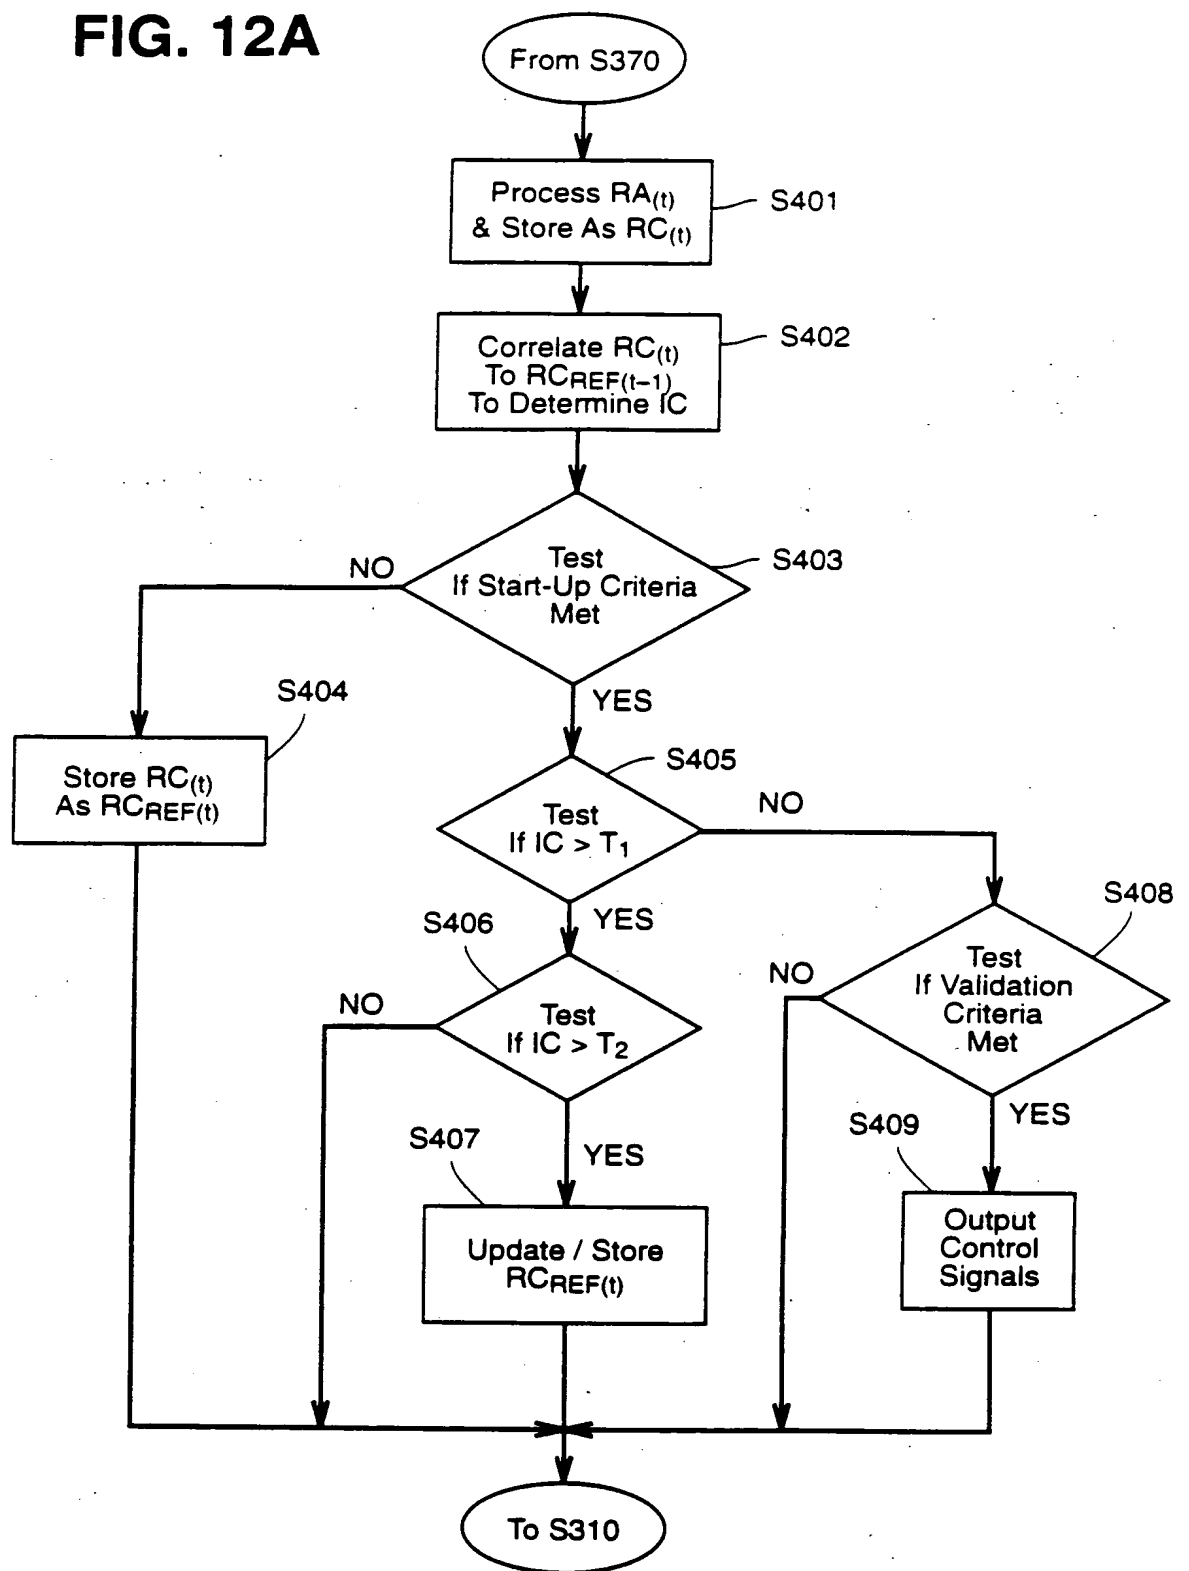 FIG. 12A
From S370
Process RA(t)
& Store As RC(t)
S401
Correlate RC(t)
To RCREF(t-1)
To Determine IC
S402
Test
If Start-Up Criteria
Met
S403
NO
YES
S404
Store RC(t)
As RCREF(t)
S405
Test
If IC > T1
NO
YES
S406
Test
If IC > T2
NO
YES
S408
Test
If Validation
Criteria
Met
NO
YES
S407
Update / Store
RCREF(t)
S409
Output
Control
Signals
To S310